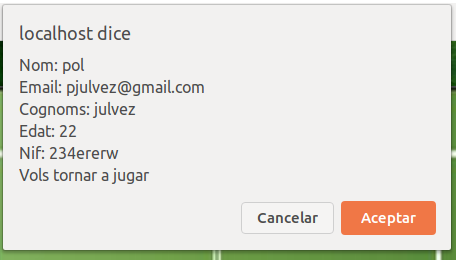 localhost dice
Nom: pol
Email: pjulvez@gmail.com
Cognoms: julvez
Edat: 22
Nif: 234ererw
Vols tornar a jugar
Cancelar
Aceptar